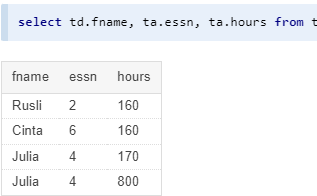 select td.fname, ta.essn, ta.hours from t
fname essn hours
Rusli 2 160
Cinta 6 160
Julia 4 170
Julia 4 800